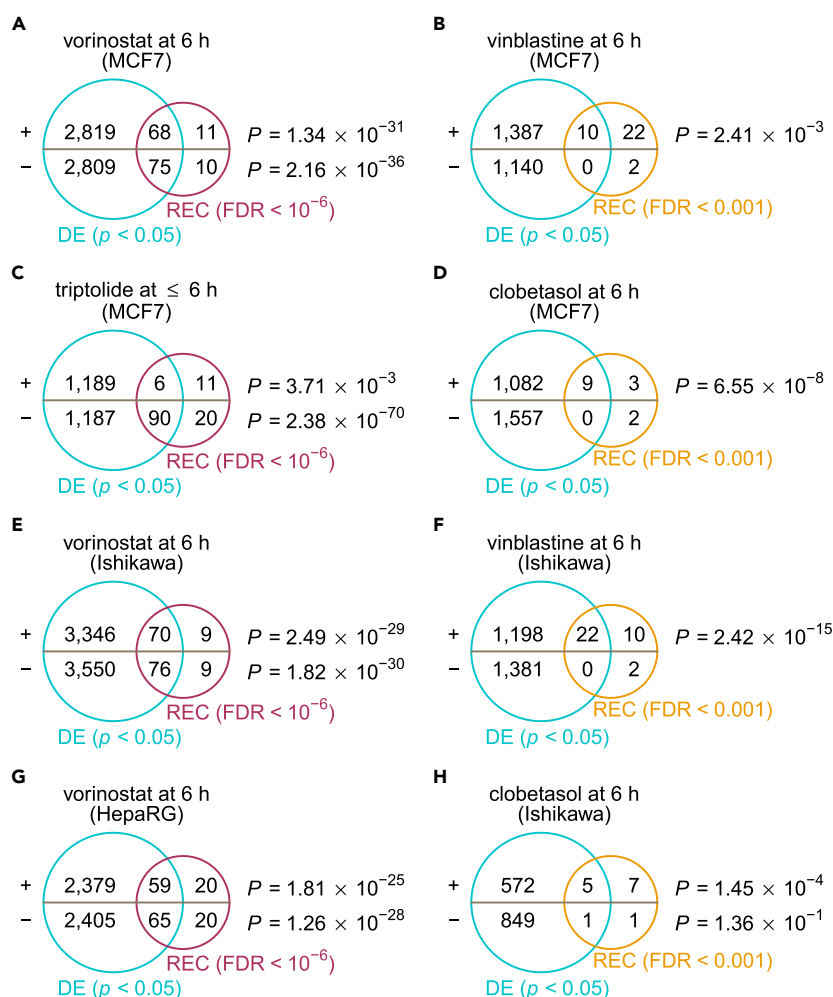 A
vorinostat at 6 h
(MCF7)
+ 2,819 68 11 P = 1.34 × 10⁻³¹
− 2,809 75 10 P = 2.16 × 10⁻³⁶
REC (FDR < 10⁻⁶)
DE (p < 0.05)
B
vinblastine at 6 h
(MCF7)
+ 1,387 10 22 P = 2.41 × 10⁻³
− 1,140 0 2
REC (FDR < 0.001)
DE (p < 0.05)
C
triptolide at ≤ 6 h
(MCF7)
+ 1,189 6 11 P = 3.71 × 10⁻³
− 1,187 90 20 P = 2.38 × 10⁻⁷⁰
REC (FDR < 10⁻⁶)
DE (p < 0.05)
D
clobetasol at 6 h
(MCF7)
+ 1,082 9 3 P = 6.55 × 10⁻⁸
− 1,557 0 2
REC (FDR < 0.001)
DE (p < 0.05)
E
vorinostat at 6 h
(Ishikawa)
+ 3,346 70 9 P = 2.49 × 10⁻²⁹
− 3,550 76 9 P = 1.82 × 10⁻³⁰
REC (FDR < 10⁻⁶)
DE (p < 0.05)
F
vinblastine at 6 h
(Ishikawa)
+ 1,198 22 10 P = 2.42 × 10⁻¹⁵
− 1,381 0 2
REC (FDR < 0.001)
DE (p < 0.05)
G
vorinostat at 6 h
(HepaRG)
+ 2,379 59 20 P = 1.81 × 10⁻²⁵
− 2,405 65 20 P = 1.26 × 10⁻²⁸
REC (FDR < 10⁻⁶)
DE (p < 0.05)
H
clobetasol at 6 h
(Ishikawa)
+ 572 5 7 P = 1.45 × 10⁻⁴
− 849 1 1 P = 1.36 × 10⁻¹
REC (FDR < 0.001)
DE (p < 0.05)